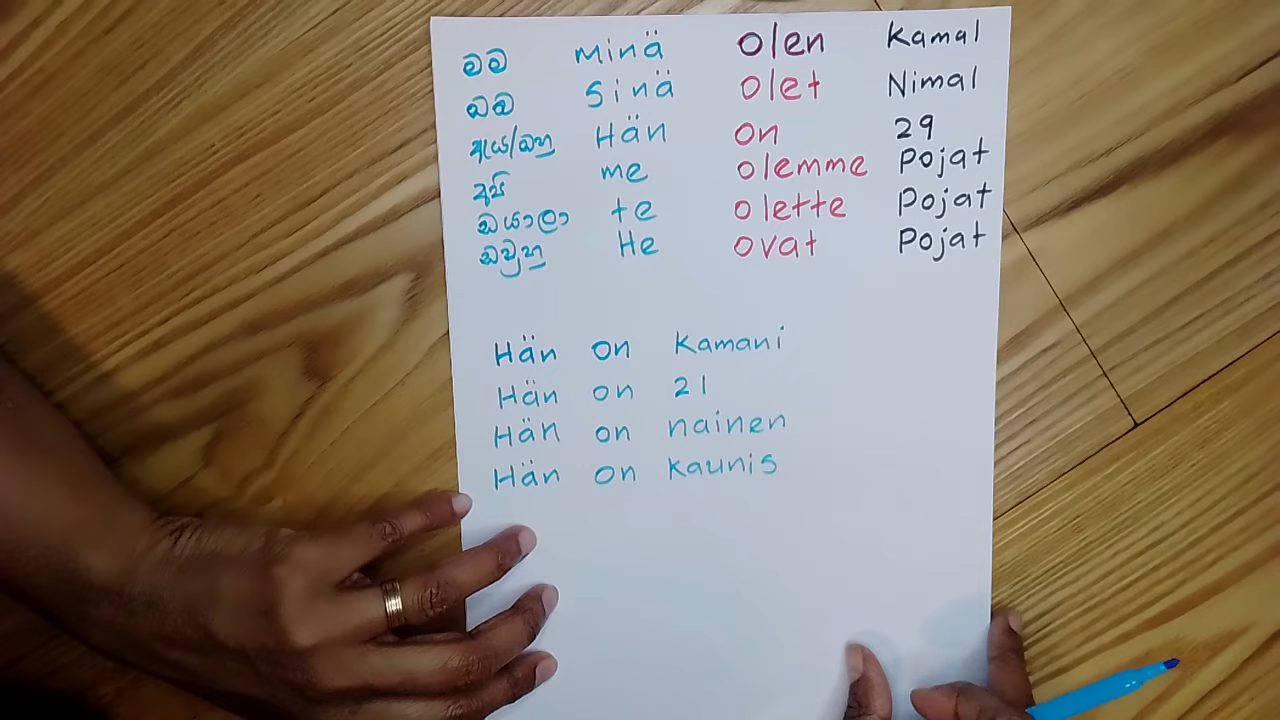 මම minä olen Kamal
ඔබ Sinä olet Nimal
ඇය/ඔහු Hän on 29
අපි me olemme Pojat
ඔයාලා te olette Pojat
ඔවුහු He ovat Pojat
Hän on Kamani
Hän on 21
Hän on nainen
Hän on kaunis